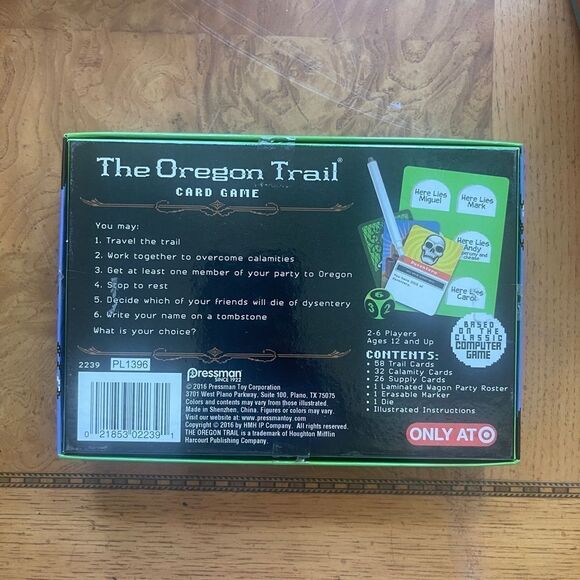 The Oregon Trail®
CARD GAME
You may:
1. Travel the trail
2. Work together to overcome calamities
3. Get at least one member of your party to Oregon
4. Stop to rest
5. Decide which of your friends will die of dysentery
6. Write your name on a tombstone
What is your choice?
Here Lies
Miguel
Here Lies
Mark
Here Lies
Andy
perony and
chease
Here Lies
Carol
Dysentery
6
3 2
2-6 Players
Ages 12 and Up
CONTENTS:
• 58 Trail Cards
• 32 Calamity Cards
• 26 Supply Cards
• 1 Laminated Wagon Party Roster
• 1 Erasable Marker
• 1 Die
• Illustrated Instructions
BASED
ON THE
CLASSIC
COMPUTER
GAME
2239 PL1396
0 21853 02239 1
Pressman
SINCE 1922
© 2016 Pressman Toy Corporation
3701 West Plano Parkway, Suite 100, Plano, TX 75075
Colors and contents may vary from those illustrated.
Made in Shenzhen, China. Figures or colors may vary.
Visit our website at: www.pressmantoy.com
Copyright © 2016 by HMH IP Company. All rights reserved.
THE OREGON TRAIL is a trademark of Houghton Mifflin
Harcourt Publishing Company.
ONLY AT